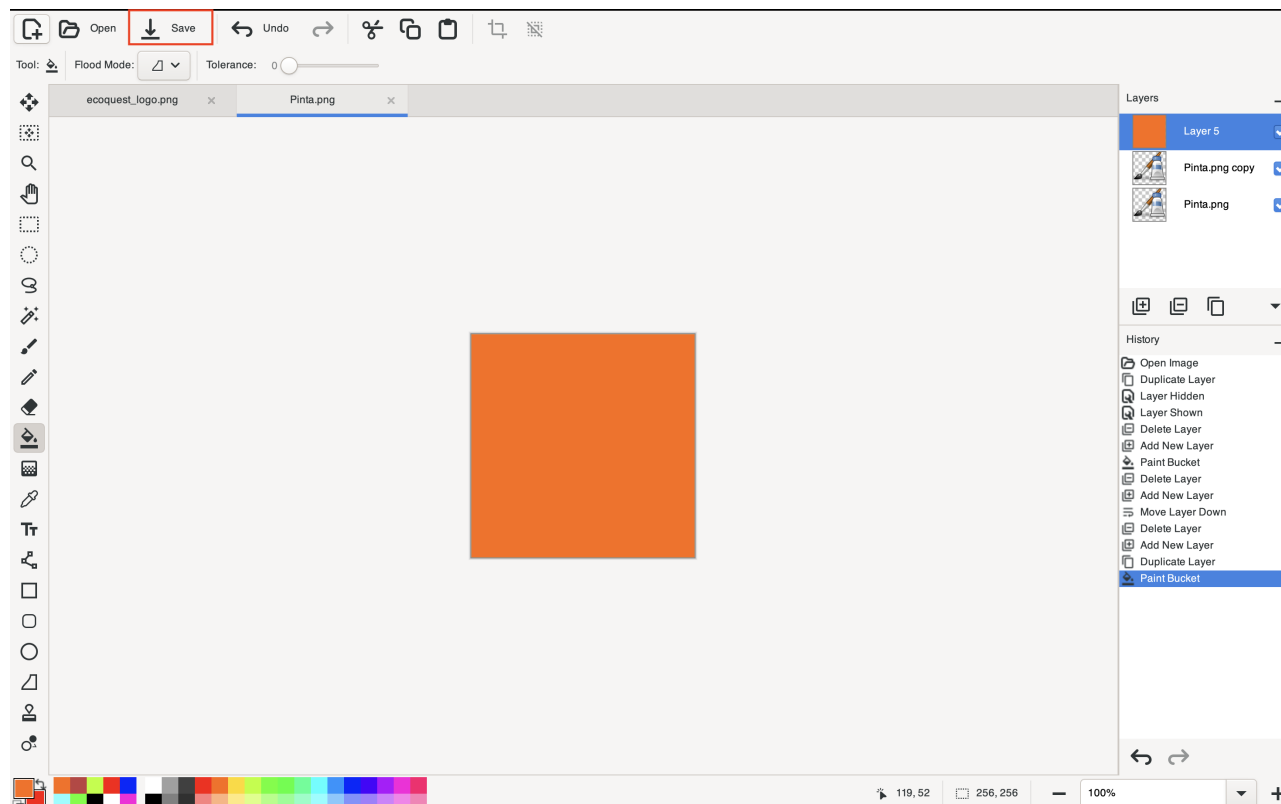 Open Save Undo
Tool: Flood Mode: Tolerance: 0
ecoquest_logo.png Pinta.png
Layers
Layer 5
Pinta.png copy
Pinta.png
History
Open Image
Duplicate Layer
Layer Hidden
Layer Shown
Delete Layer
Add New Layer
Paint Bucket
Delete Layer
Add New Layer
Move Layer Down
Delete Layer
Add New Layer
Duplicate Layer
Paint Bucket
119, 52 256, 256 100%